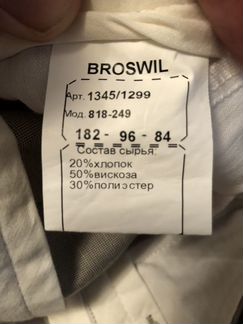 BROSWIL
Арт. 1345/1299
Мод. 818-249
182 - 96 - 84
Состав сырья:
20%хлопок
50%вискоза
30%полиэстер